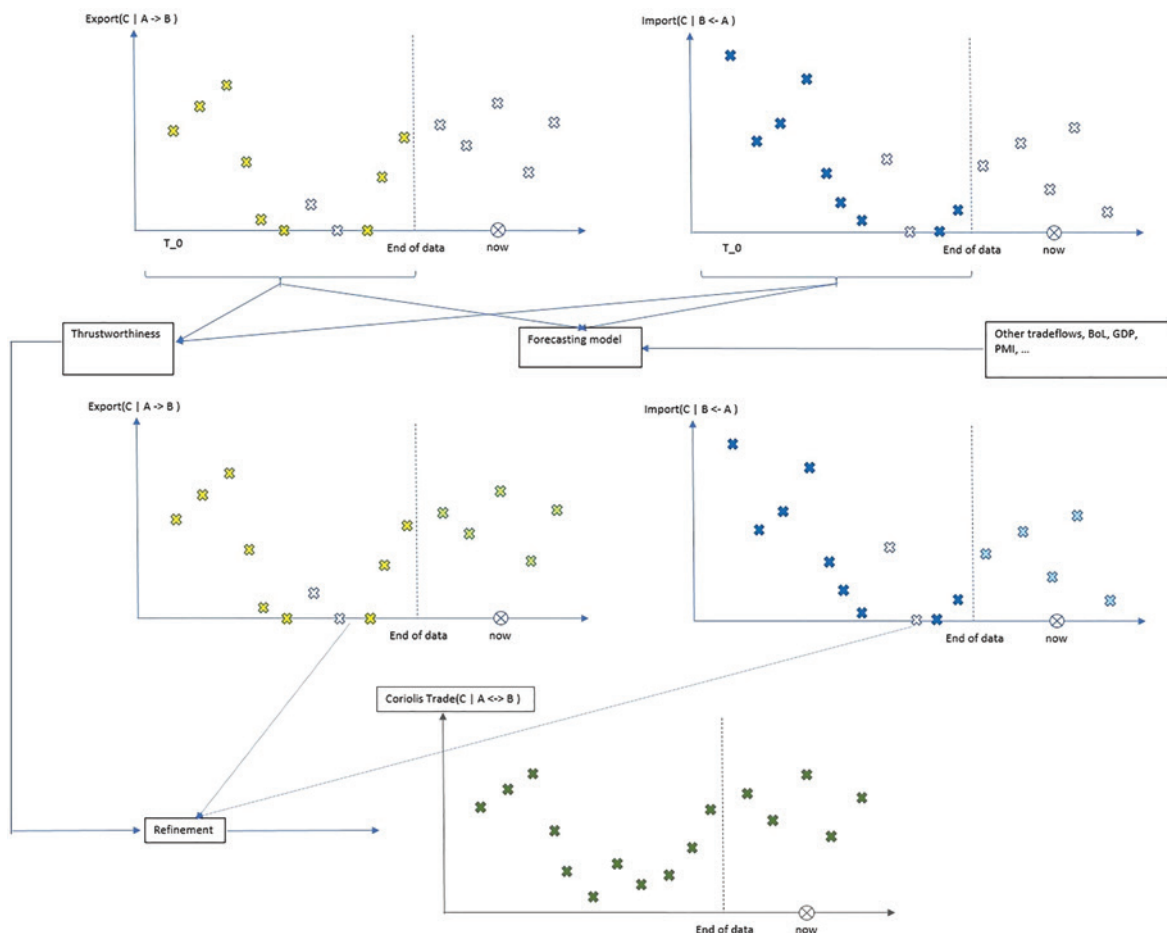 Export(C | A -> B )
Import(C | B <- A )
T_0
End of data
now
T_0
End of data
now
Thrustworthiness
Forecasting model
Other tradeflows, BoL, GDP,
PMI, ...
Export(C | A -> B )
Import(C | B <- A )
End of data
now
End of data
now
Coriolis Trade(C | A <-> B )
Refinement
End of data
now